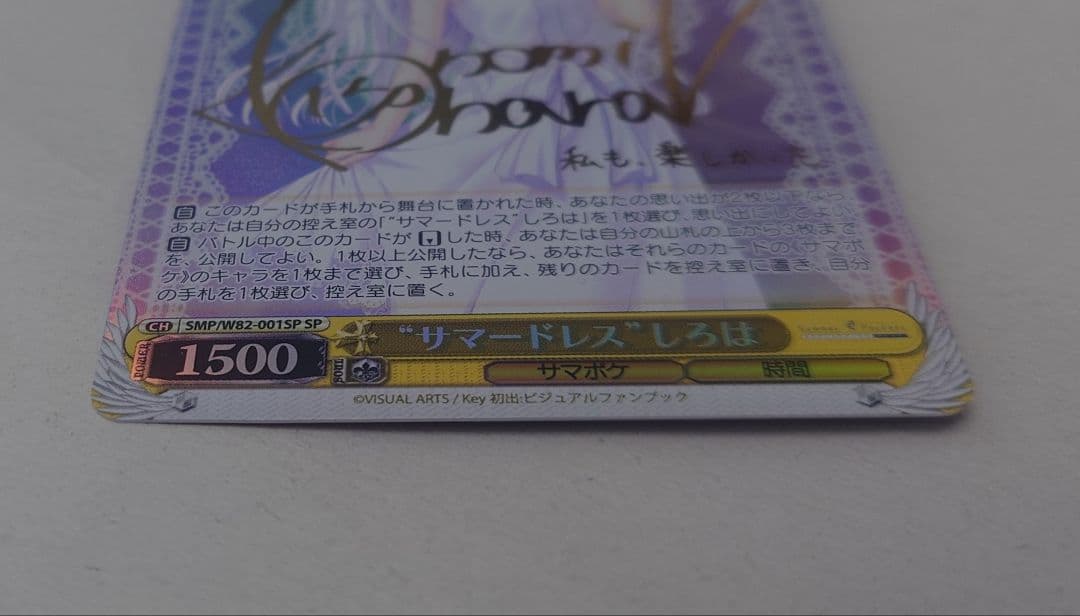 私も、楽しかった
自 このカードが手札から舞台に置かれた時、あなたの思い出が2枚以下なら、
あなたは自分の控え室の「“サマードレス”しろは」を1枚選び、思い出にしてよい。
自 バトル中のこのカードが した時、あなたは自分の山札の上から3枚まで
を、公開してよい。1枚以上公開したなら、あなたはそれらのカードの《サマポ
ケ》のキャラを1枚まで選び、手札に加え、残りのカードを控え室に置き、自分
の手札を1枚選び、控え室に置く。
CH SMP/W82-001SP SP
“サマードレス”しろは
Summer Pockets
POWER 1500 SOUL
サマポケ 時間
©VISUAL ARTS / Key 初出:ビジュアルファンブック